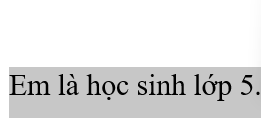 Em là học sinh lớp 5.